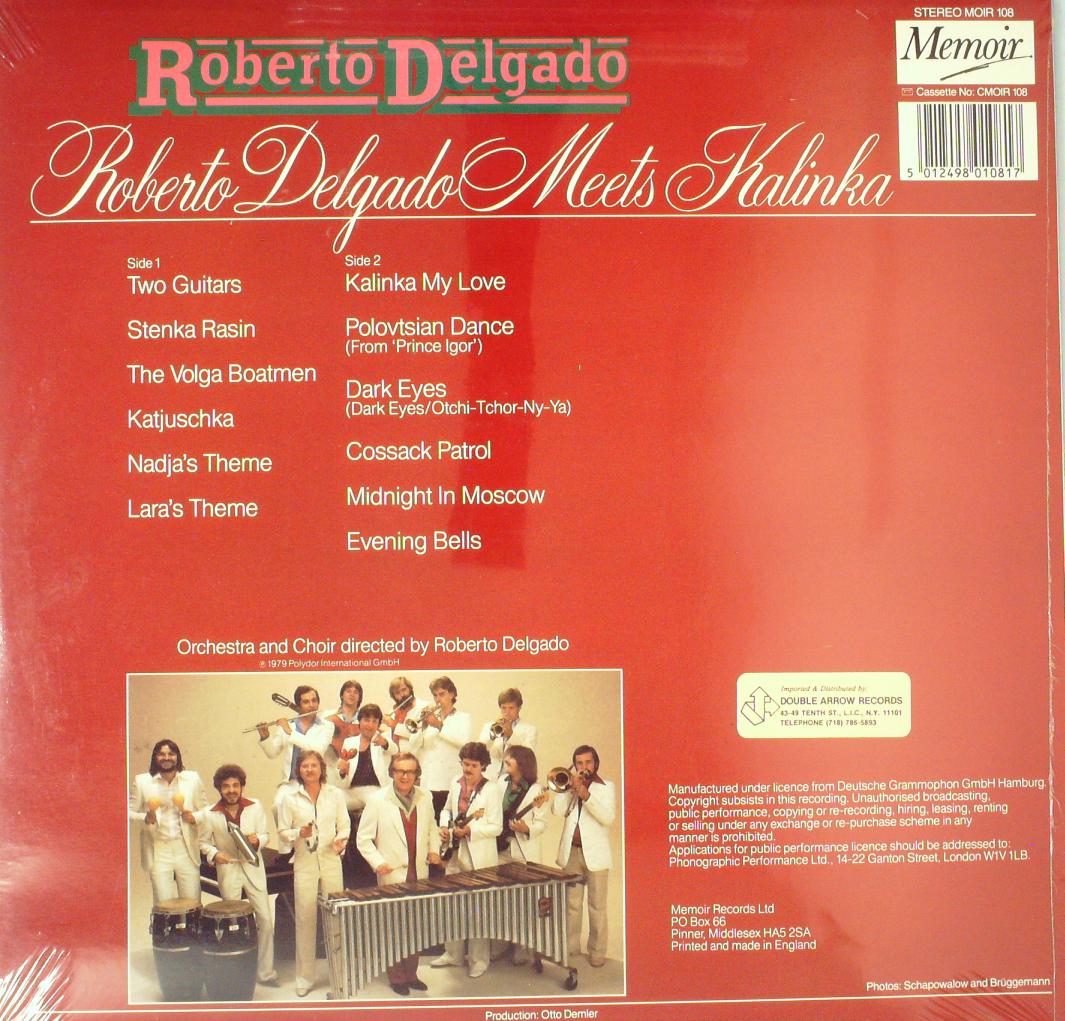 STEREO MOIR 108
Memoir
Cassette No: CMOIR 108
5 012498 010817
Roberto Delgado
Roberto Delgado Meets Kalinka
Side 1
Two Guitars
Stenka Rasin
The Volga Boatmen
Katjuschka
Nadja's Theme
Lara's Theme
Side 2
Kalinka My Love
Polovtsian Dance
(From 'Prince Igor')
Dark Eyes
(Dark Eyes/Otchi-Tchor-Ny-Ya)
Cossack Patrol
Midnight In Moscow
Evening Bells
Orchestra and Choir directed by Roberto Delgado
℗ 1979 Polydor International GmbH
Imported & Distributed by:
DOUBLE ARROW RECORDS
43-49 TENTH ST., L.I.C., N.Y. 11101
TELEPHONE (718) 786-5893
Manufactured under licence from Deutsche Grammophon GmbH Hamburg.
Copyright subsists in this recording. Unauthorised broadcasting,
public performance, copying or re-recording, hiring, leasing, renting
or selling under any exchange or re-purchase scheme in any
manner is prohibited.
Applications for public performance licence should be addressed to:
Phonographic Performance Ltd., 14-22 Ganton Street, London W1V 1LB.
Memoir Records Ltd
PO Box 66
Pinner, Middlesex HA5 2SA
Printed and made in England
Photos: Schapowalow and Brüggemann
Production: Otto Demler